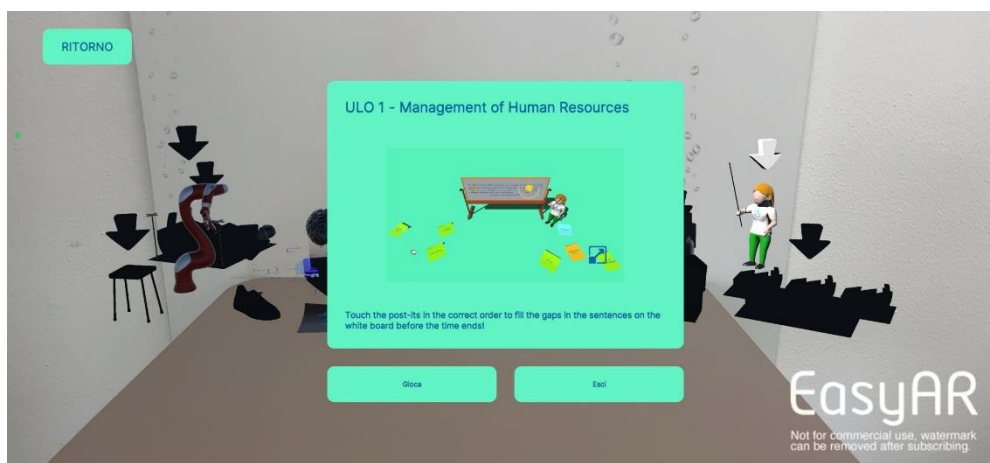 RITORNO
ULO 1 - Management of Human Resources
Touch the post-its in the correct order to fill the gaps in the sentences on the
white board before the time ends!
Gioca
Esci
EasyAR
Not for commercial use, watermark
can be removed after subscribing.